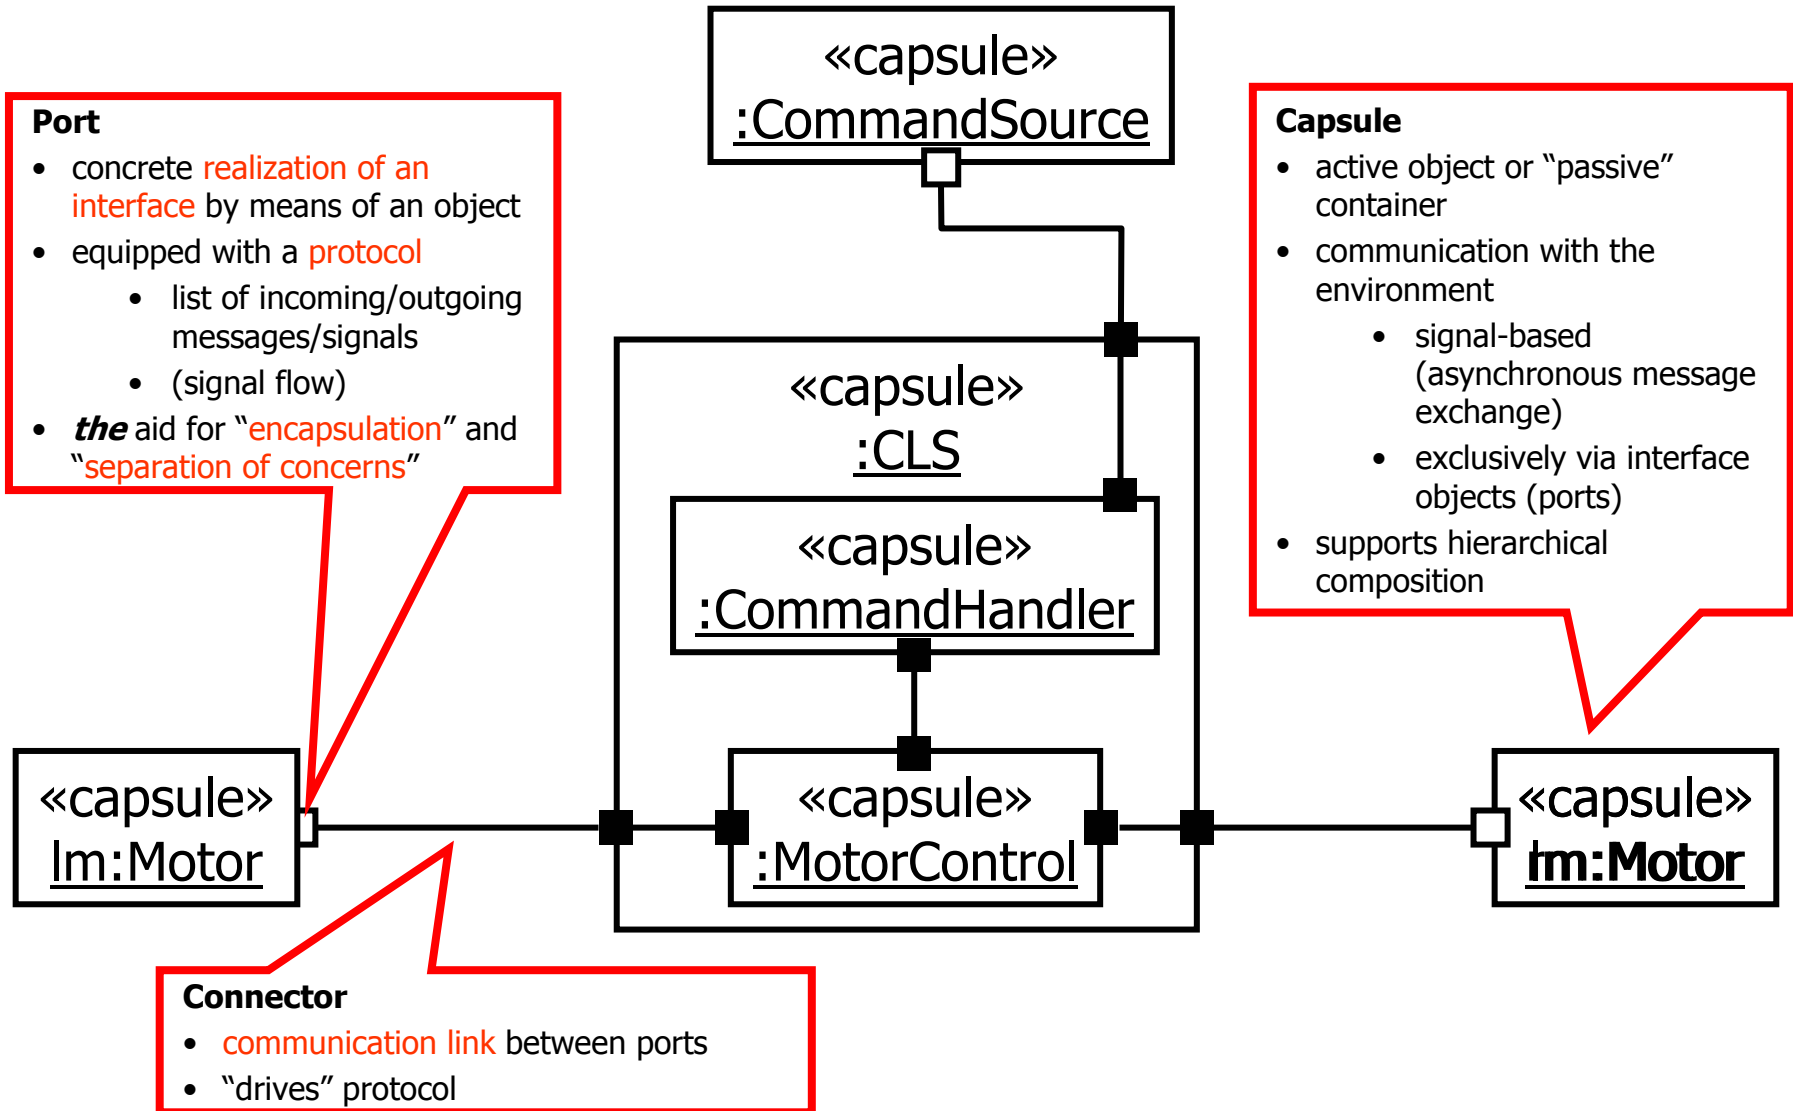 «capsule»
:CommandSource
Port
• concrete realization of an
interface by means of an object
• equipped with a protocol
• list of incoming/outgoing
messages/signals
• (signal flow)
• the aid for “encapsulation” and
“separation of concerns”
Capsule
• active object or “passive”
container
• communication with the
environment
• signal-based
(asynchronous message
exchange)
• exclusively via interface
objects (ports)
• supports hierarchical
composition
«capsule»
:CLS
«capsule»
:CommandHandler
«capsule»
lm:Motor
«capsule»
:MotorControl
«capsule»
rm:Motor
Connector
• communication link between ports
• “drives” protocol